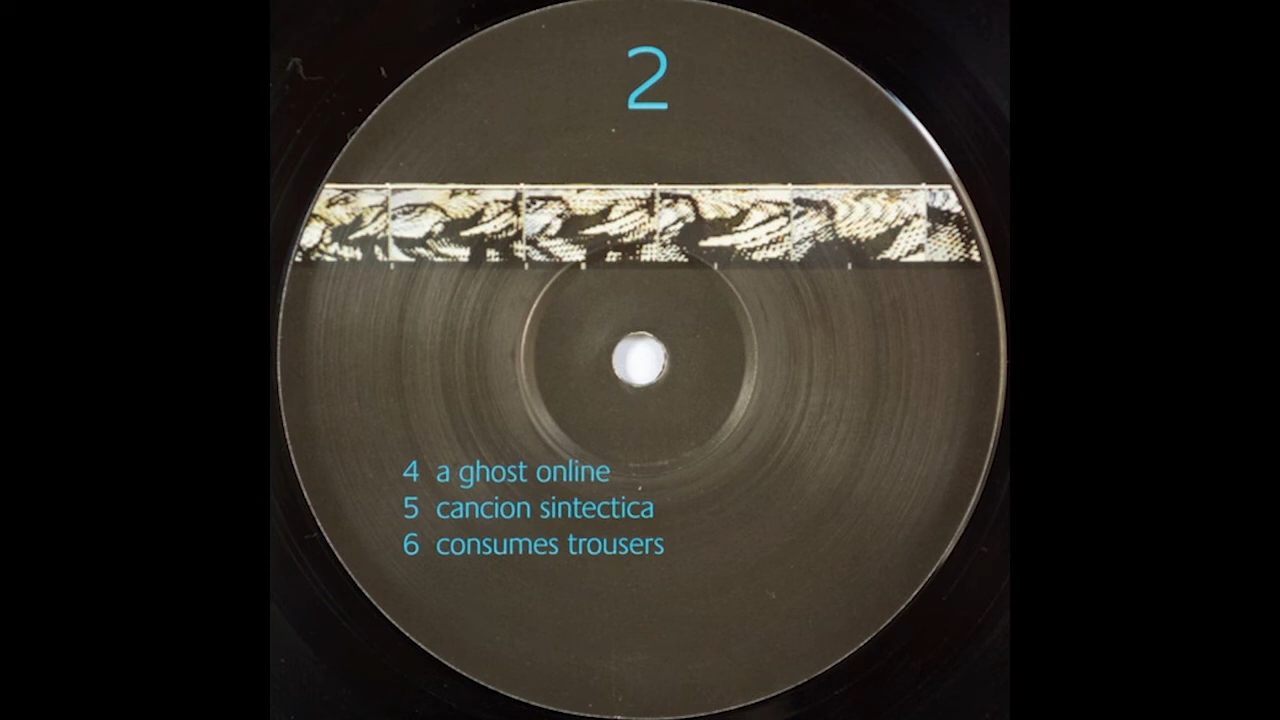 2
4 a ghost online
5 cancion sintectica
6 consumes trousers